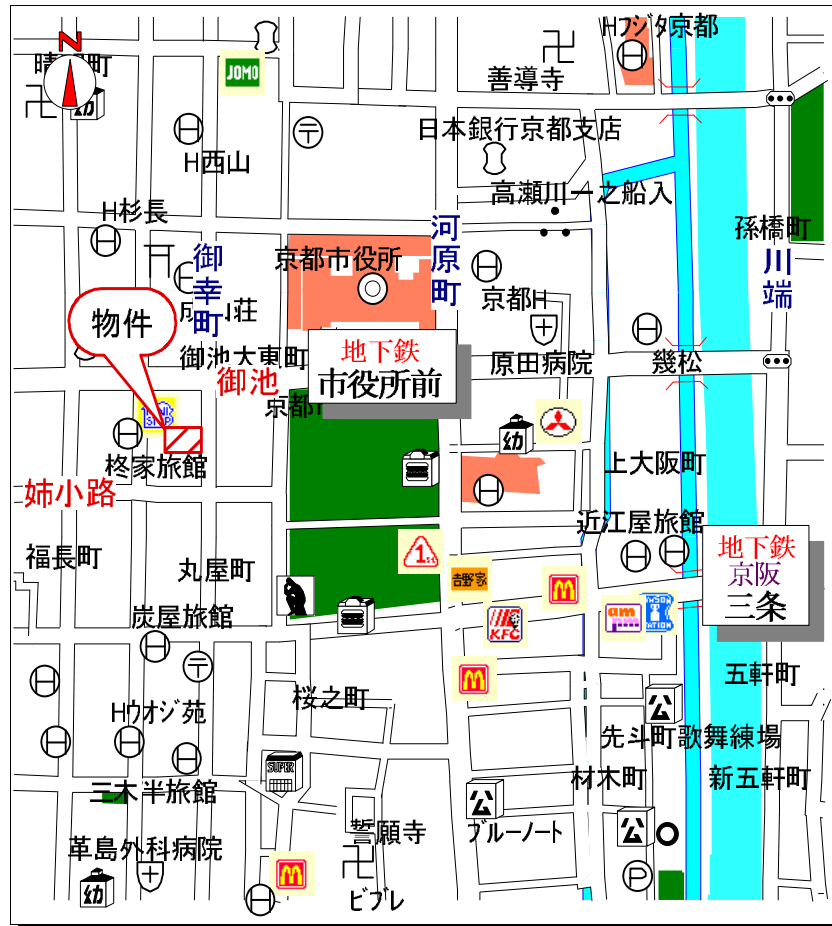 Hフジタ京都
N
JOMO
善導寺
幼
日本銀行京都支店
H西山
高瀬川一之船入
H杉長
河原町
孫橋町
御幸町
京都市役所
川端
京都H
物件
地下鉄
市役所前
御池大東町
原田病院
幾松
御池
幼
柊家旅館
上大阪町
姉小路
近江屋旅館
福長町
丸屋町
吉野家
地下鉄
京阪
三条
炭屋旅館
KFC
am
pm
五軒町
Hウオジ苑
桜之町
公
先斗町歌舞練場
SUPER
三木半旅館
材木町
新五軒町
公
公
ブルーノート
誓願寺
革島外科病院
幼
P
ビブレ